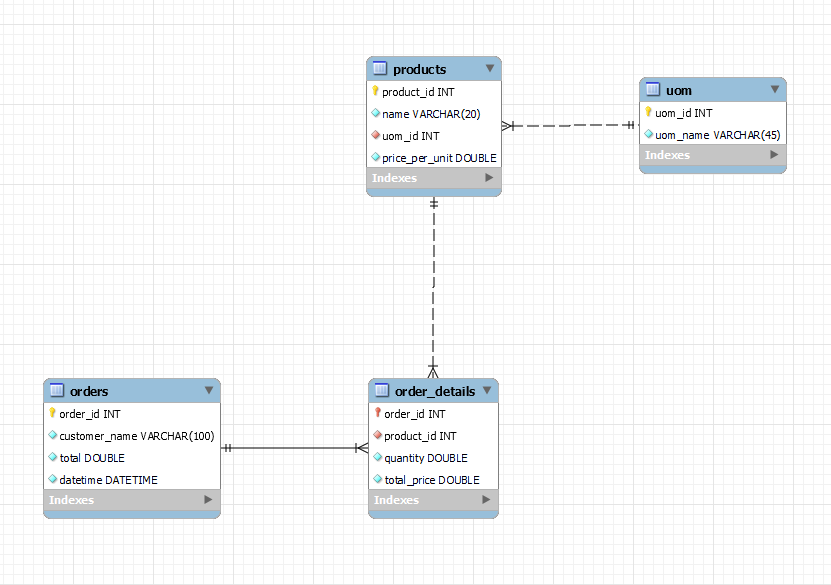 products
product_id INT
name VARCHAR(20)
uom_id INT
price_per_unit DOUBLE
Indexes
uom
uom_id INT
uom_name VARCHAR(45)
Indexes
orders
order_id INT
customer_name VARCHAR(100)
total DOUBLE
datetime DATETIME
Indexes
order_details
order_id INT
product_id INT
quantity DOUBLE
total_price DOUBLE
Indexes